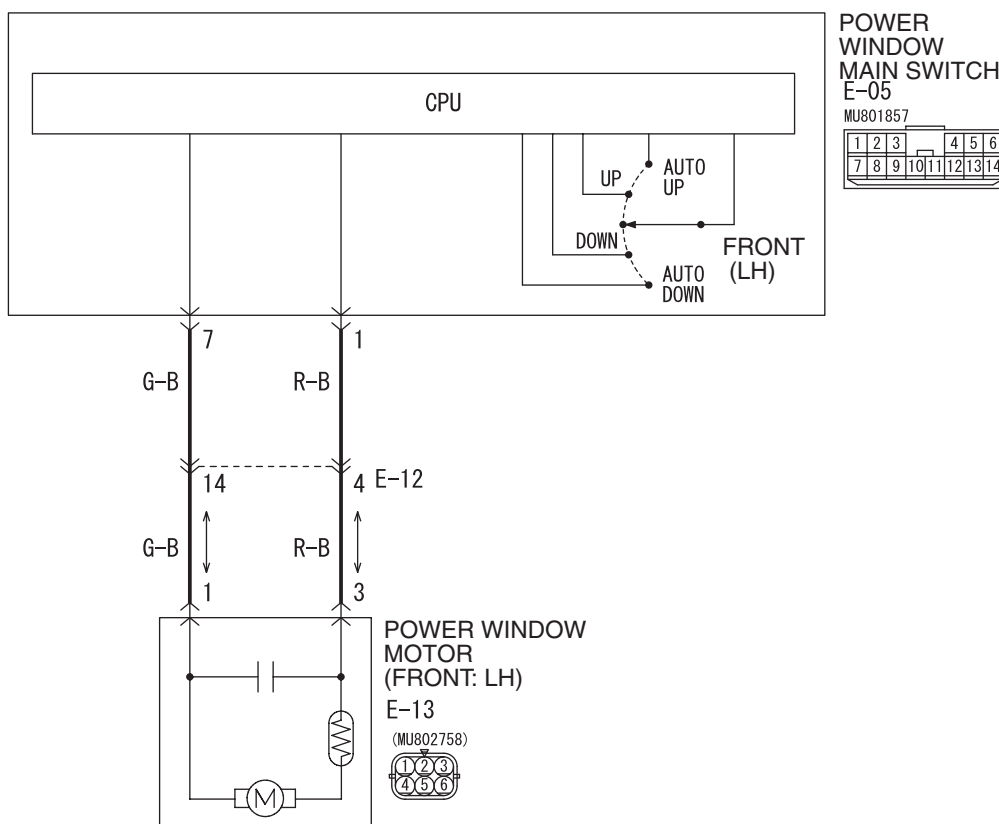 POWER
WINDOW
MAIN SWITCH
E-05
MU801857
1 2 3 4 5 6
7 8 9 10 11 12 13 14
CPU
AUTO
UP
UP
DOWN
FRONT
(LH)
AUTO
DOWN
7 1
G-B R-B
14 4 E-12
G-B R-B
1 3
POWER WINDOW
MOTOR
(FRONT: LH)
E-13
(MU802758)
1 2 3
4 5 6
M